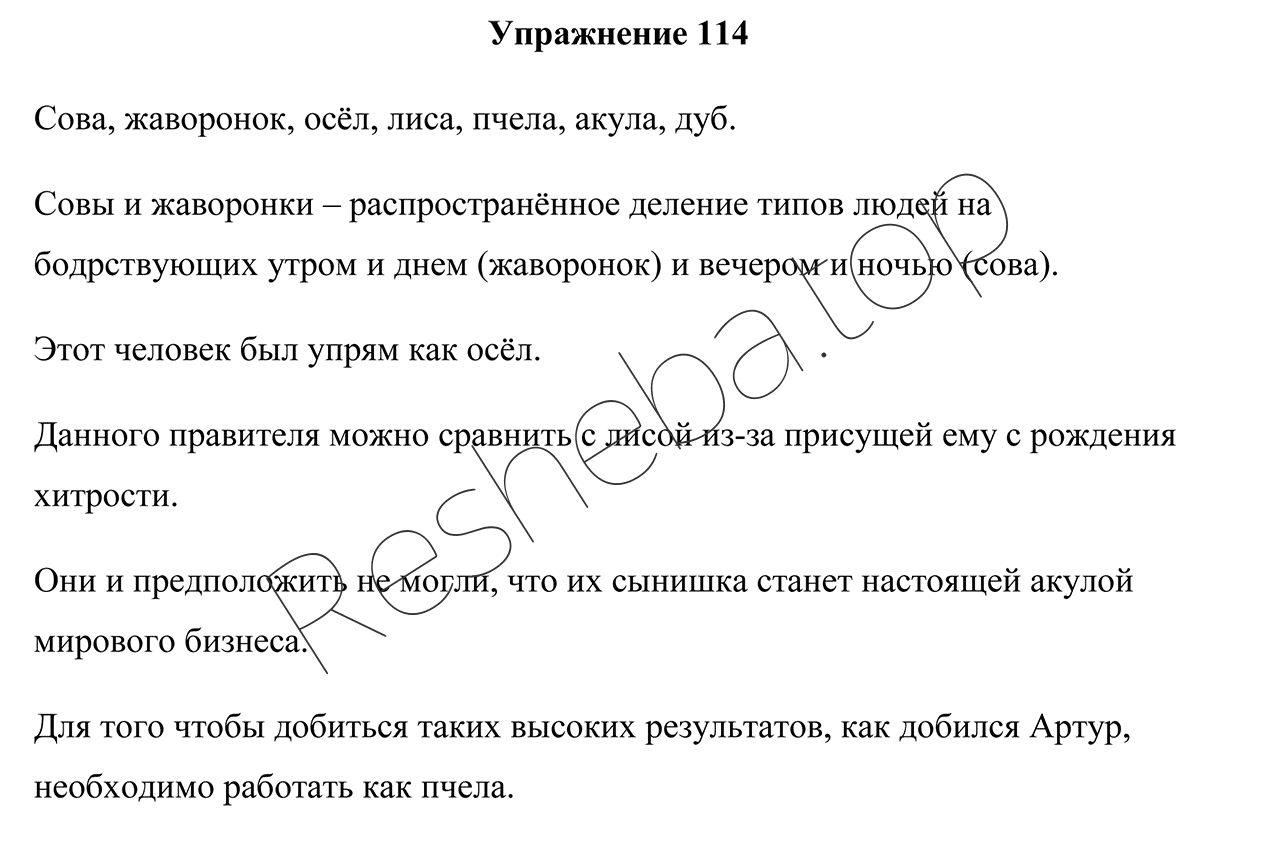 Упражнение 114
Сова, жаворонок, осёл, лиса, пчела, акула, дуб.
Совы и жаворонки – распространённое деление типов людей на
бодрствующих утром и днем (жаворонок) и вечером и ночью (сова).
Этот человек был упрям как осёл.
Данного правителя можно сравнить с лисой из-за присущей ему с рождения
хитрости.
Они и предположить не могли, что их сынишка станет настоящей акулой
мирового бизнеса.
Для того чтобы добиться таких высоких результатов, как добился Артур,
необходимо работать как пчела.
Resheba.top